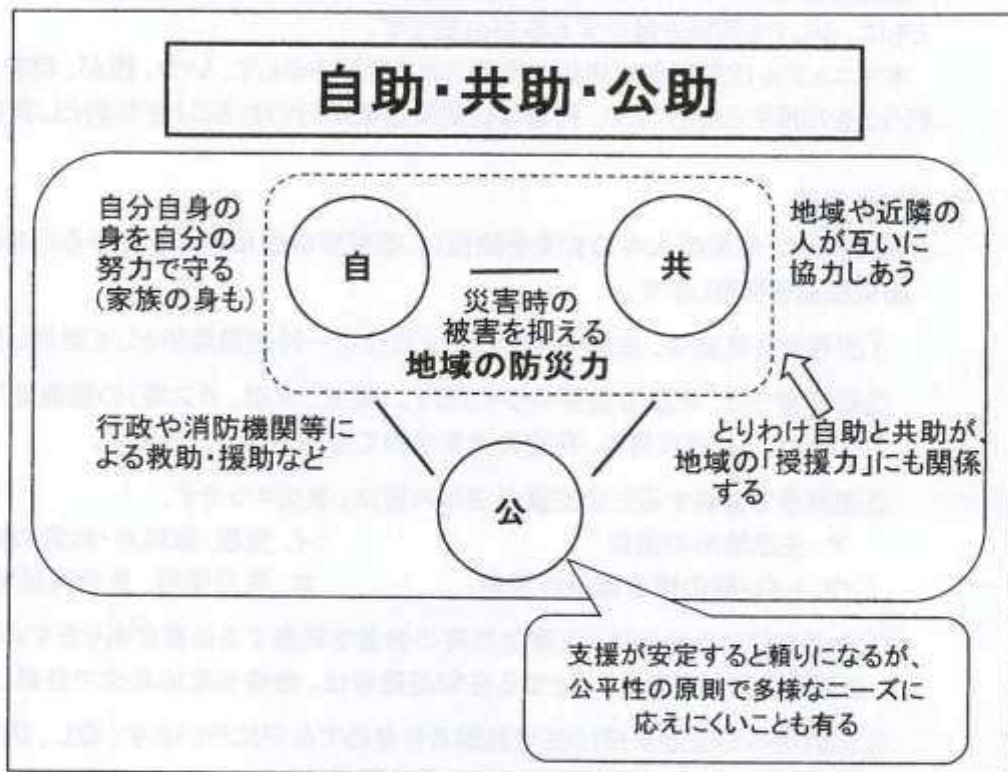 自助・共助・公助
自分自身の
身を自分の
努力で守る
(家族の身も)
自
共
地域や近隣の
人が互いに
協力しあう
災害時の
被害を抑える
地域の防災力
行政や消防機関等に
よる救助・援助など
とりわけ自助と共助が、
地域の「授援力」にも関係
する
公
支援が安定すると頼りになるが、
公平性の原則で多様なニーズに
応えにくいことも有る